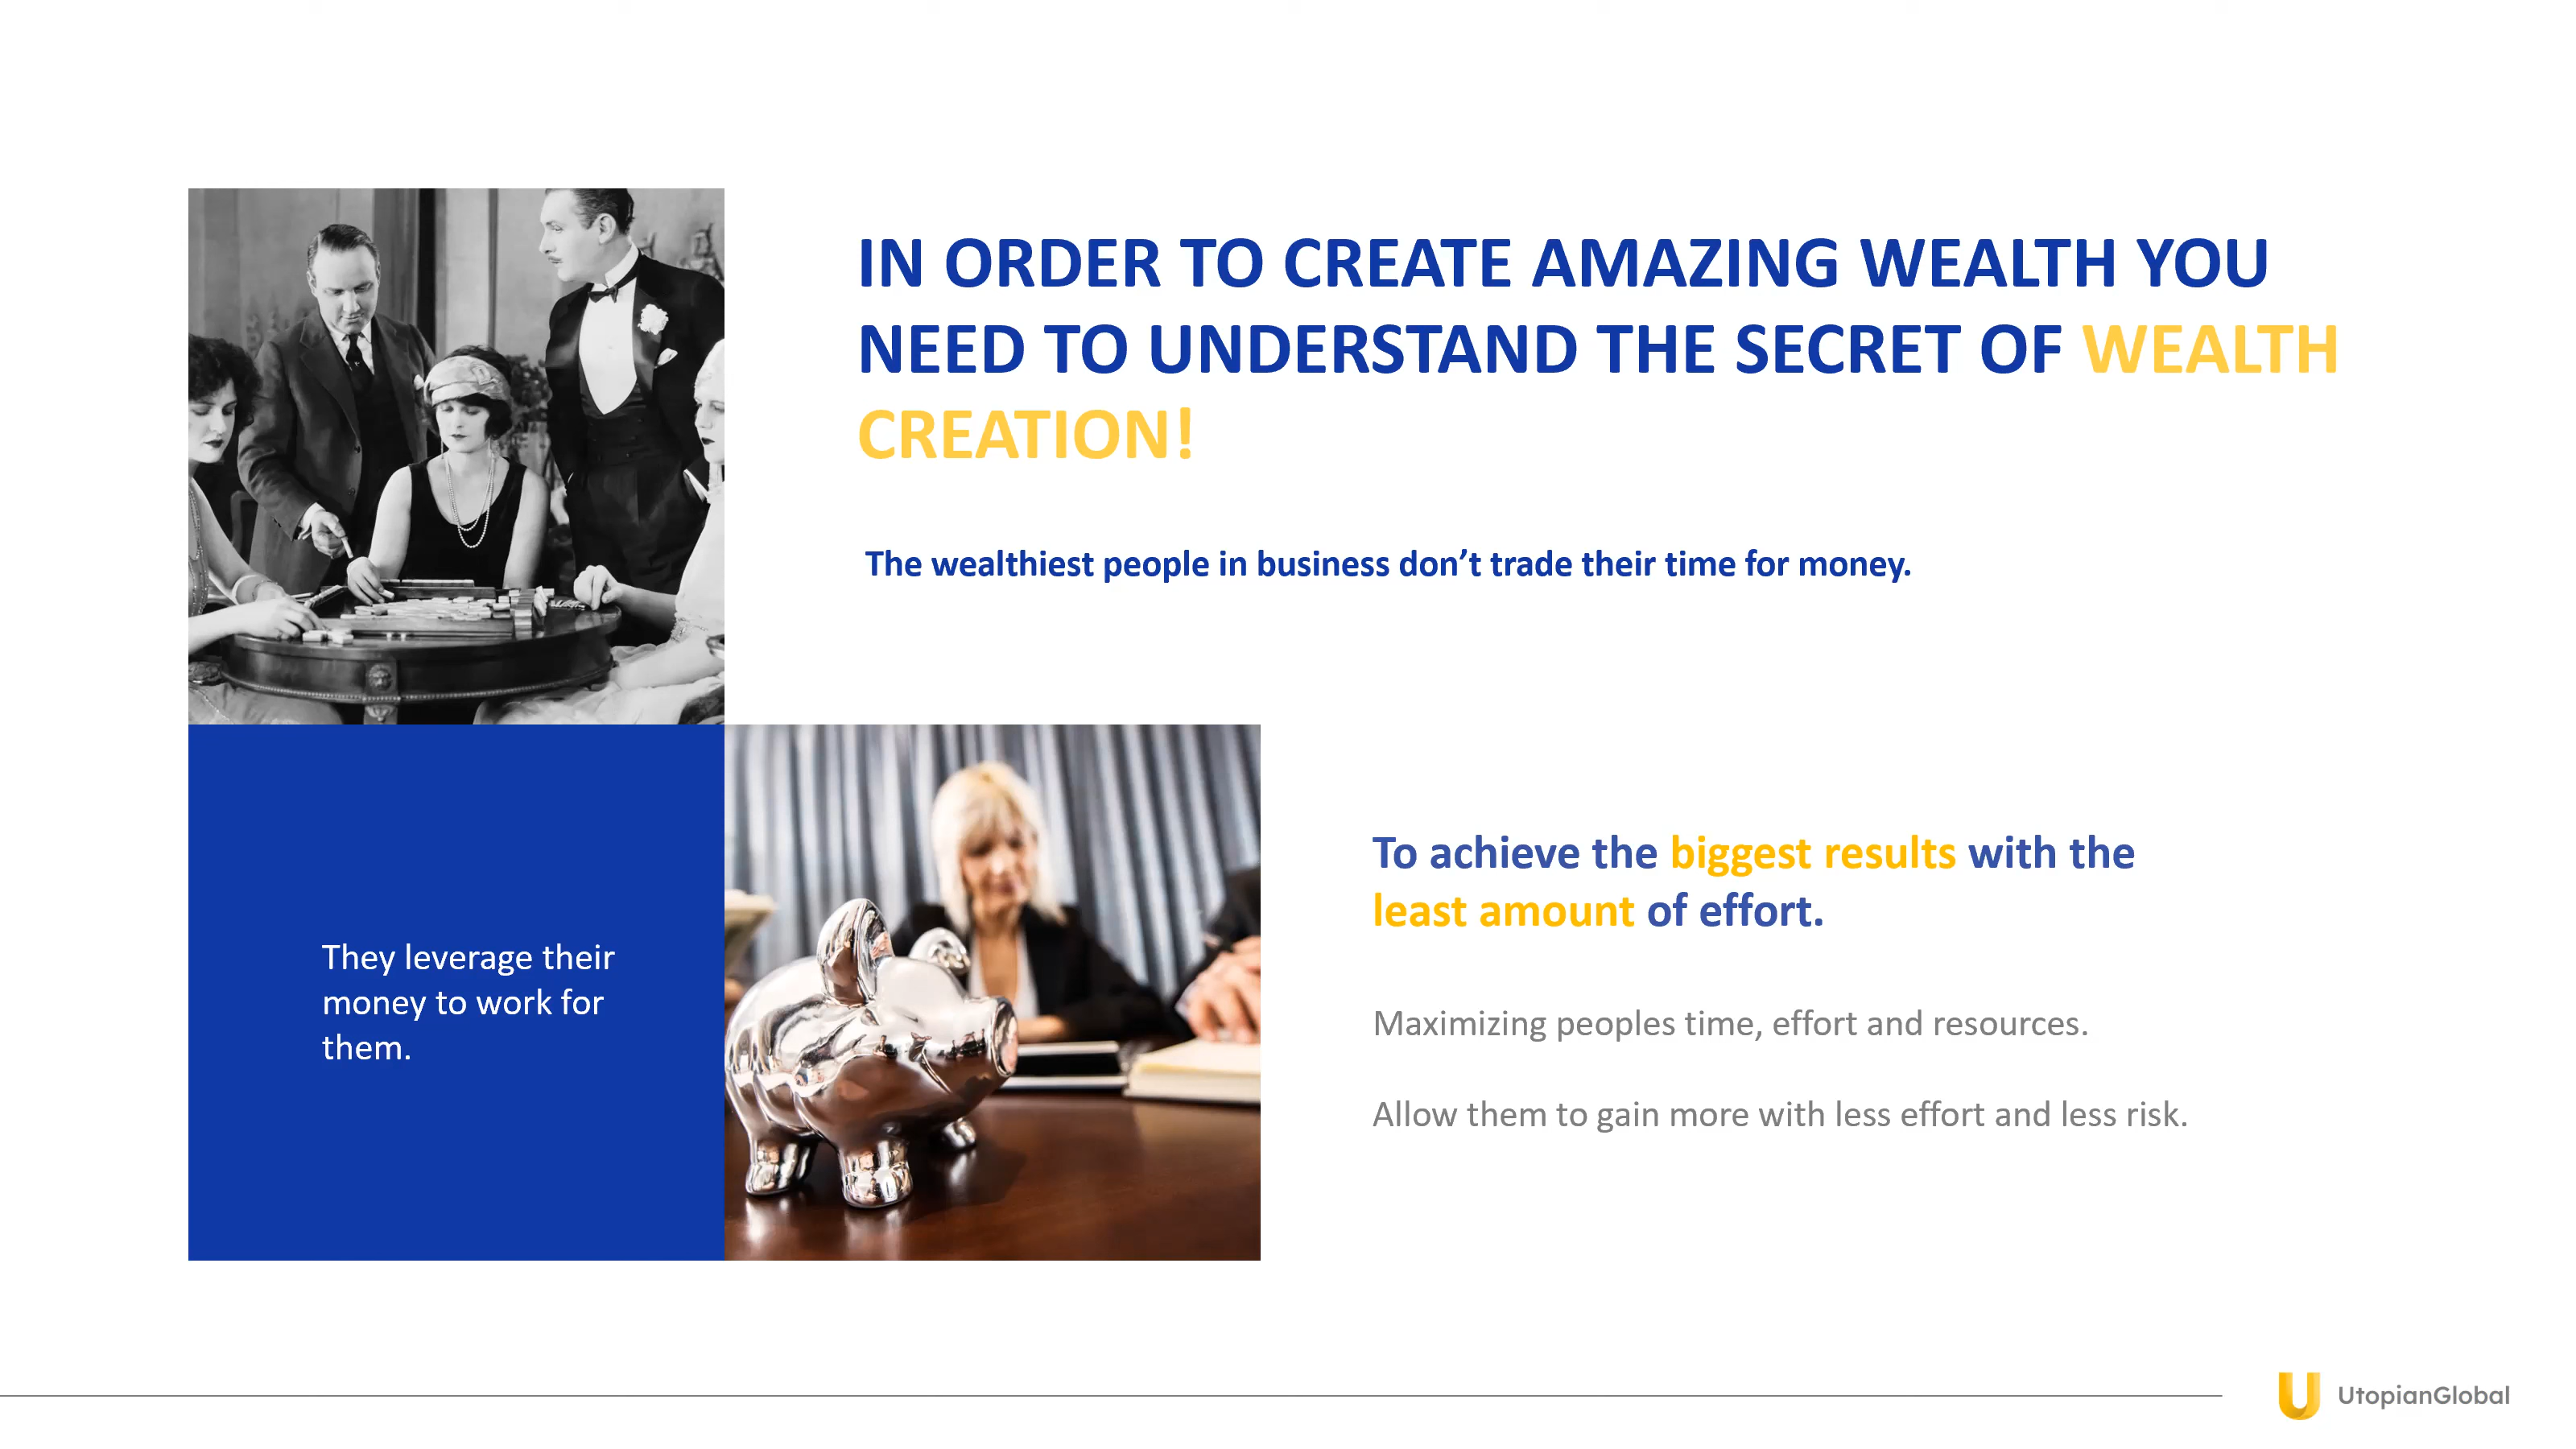 IN ORDER TO CREATE AMAZING WEALTH YOU
NEED TO UNDERSTAND THE SECRET OF WEALTH
CREATION!
The wealthiest people in business don’t trade their time for money.
They leverage their
money to work for
them.
To achieve the biggest results with the
least amount of effort.
Maximizing peoples time, effort and resources.
Allow them to gain more with less effort and less risk.
UtopianGlobal